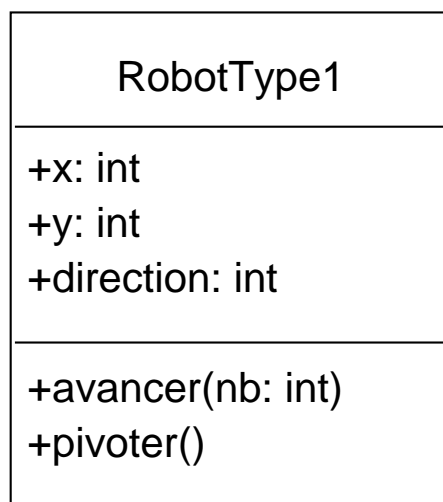 RobotType1
+x: int
+y: int
+direction: int
+avancer(nb: int)
+pivoter()